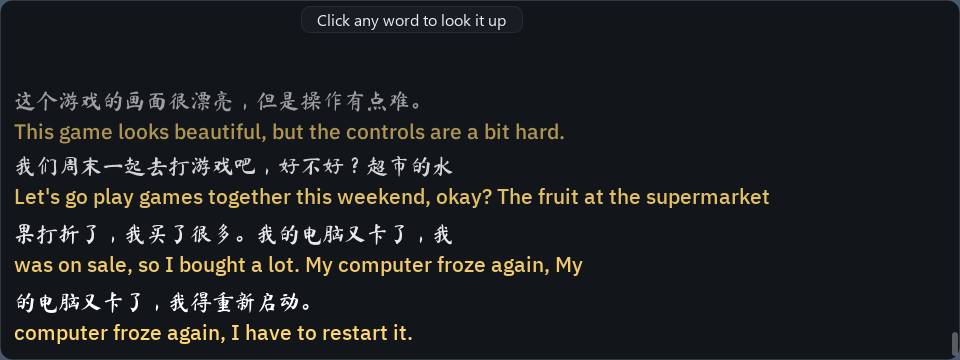 Click any word to look it up
这个游戏的画面很漂亮，但是操作有点难。
This game looks beautiful, but the controls are a bit hard.
我们周末一起去打游戏吧，好不好？超市的水
Let's go play games together this weekend, okay? The fruit at the supermarket
果打折了，我买了很多。我的电脑又卡了，我
was on sale, so I bought a lot. My computer froze again, My
的电脑又卡了，我得重新启动。
computer froze again, I have to restart it.